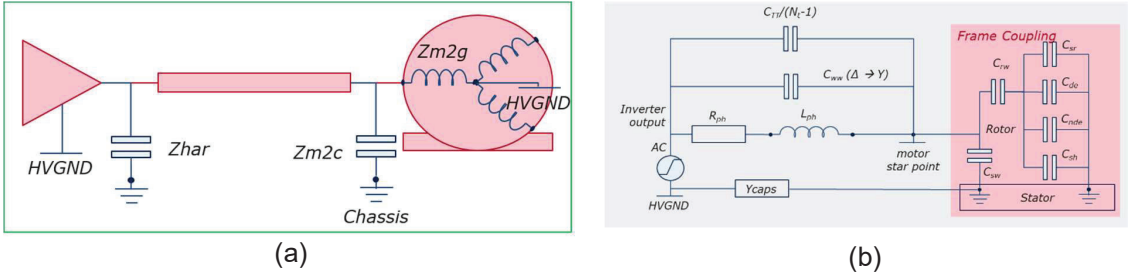 Zm2g
HVGND
HVGND
Zhar
Zm2c
Chassis
(a)
C_TT/(N_t-1)
Frame Coupling
C_sr
C_rw
C_ww (Δ → Y)
C_de
Inverter
output
R_ph
L_ph
Rotor
C_nde
AC
motor
star point
C_sw
C_sh
HVGND
Ycaps
Stator
(b)